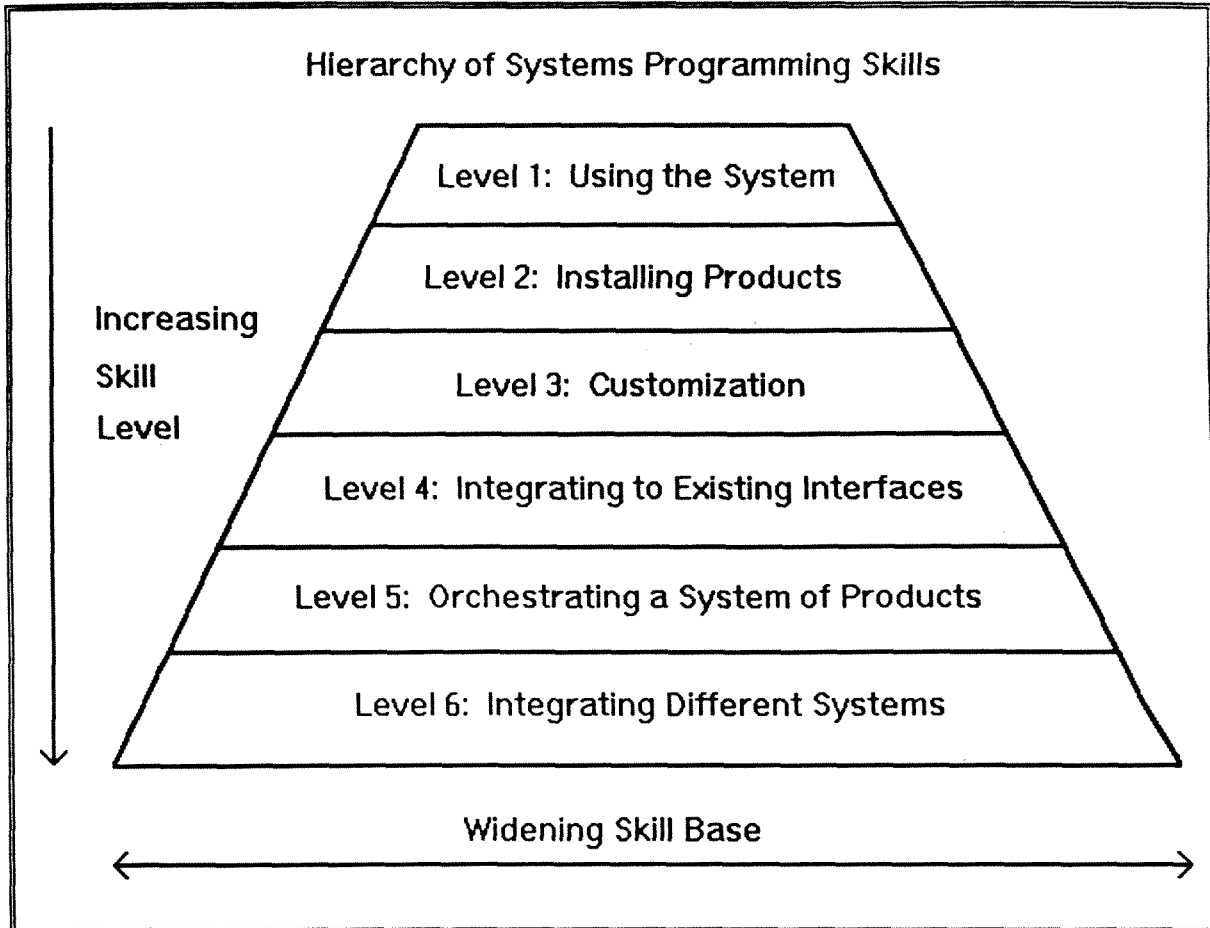 Hierarchy of Systems Programming Skills
Level 1: Using the System
Level 2: Installing Products
Increasing
Skill
Level
Level 3: Customization
Level 4: Integrating to Existing Interfaces
Level 5: Orchestrating a System of Products
Level 6: Integrating Different Systems
Widening Skill Base